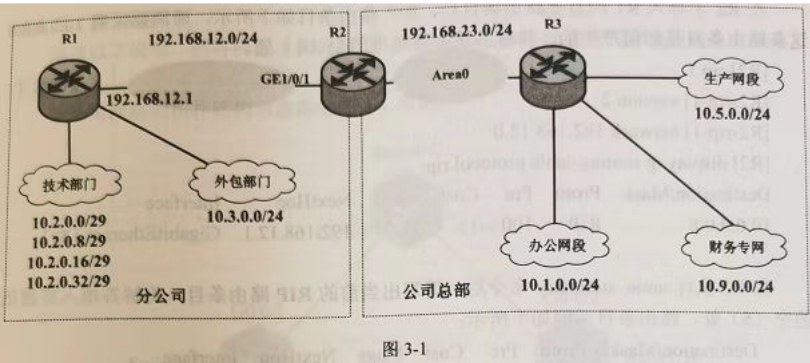 R1
192.168.12.0/24
R2
192.168.23.0/24
R3
GE1/0/1
Area0
192.168.12.1
生产网段
10.5.0.0/24
技术部门
外包部门
10.2.0.0/29
10.2.0.8/29
10.2.0.16/29
10.2.0.32/29
10.3.0.0/24
办公网段
财务专网
分公司
公司总部
10.1.0.0/24
10.9.0.0/24
图 3-1